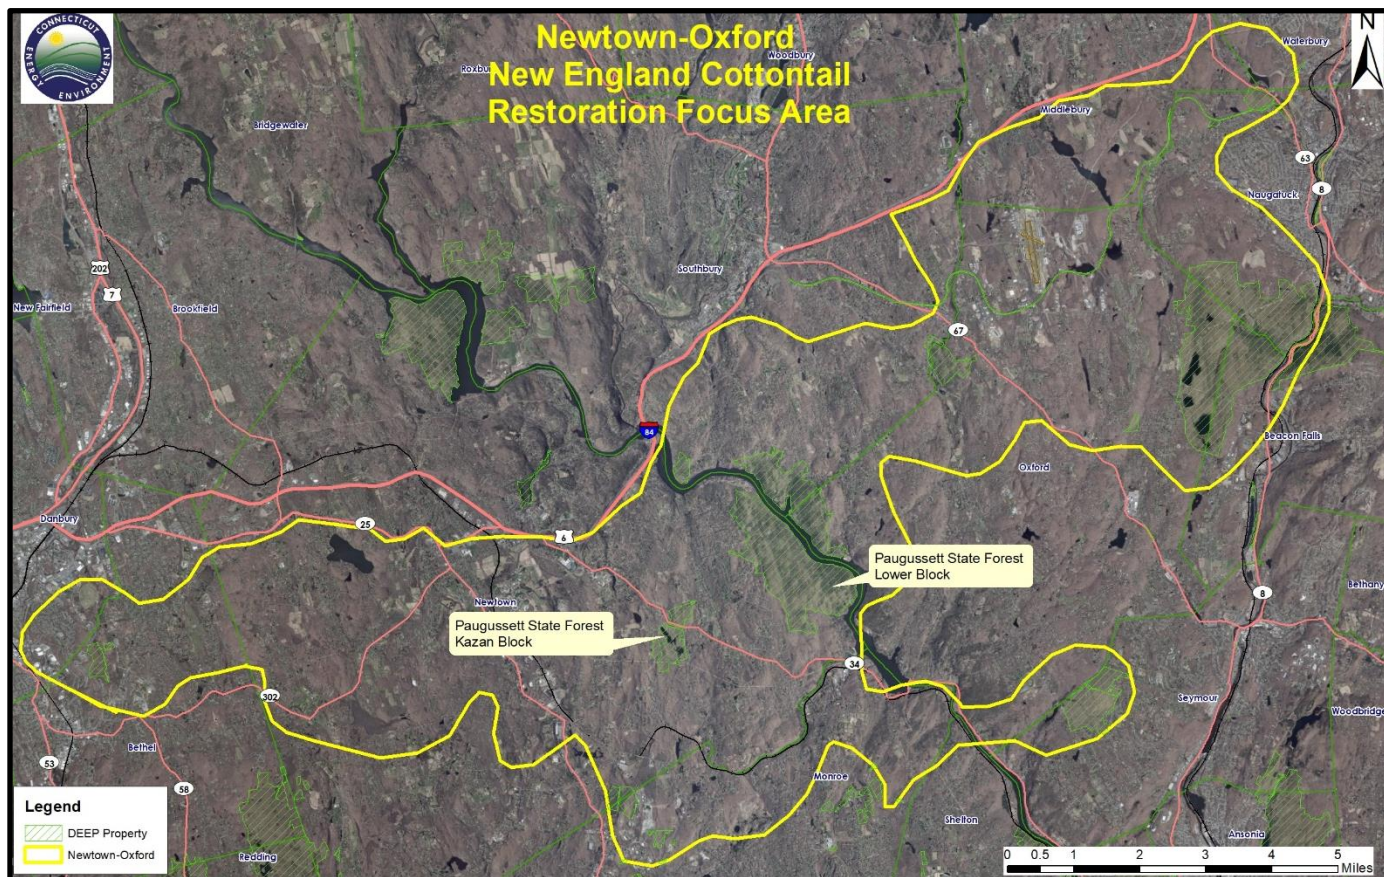 CONNECTICUT
ENERGY ENVIRONMENT
Newtown-Oxford
New England Cottontail
Restoration Focus Area
N
Waterbury
Woodbury
Roxbu
Bridgewater
Middlebury
63
8
Naugatuck
Southbury
202
7
New Fairfield
Brookfield
67
84
Beacon Falls
Oxford
Danbury
25
6
Paugussett State Forest
Lower Block
Bethany
8
Newtown
Paugussett State Forest
Kazan Block
34
302
Seymour
Woodbridge
Bethel
53
58
Monroe
Shelton
Ansonia
Redding
Legend
DEEP Property
Newtown-Oxford
0 0.5 1 2 3 4 5
Miles